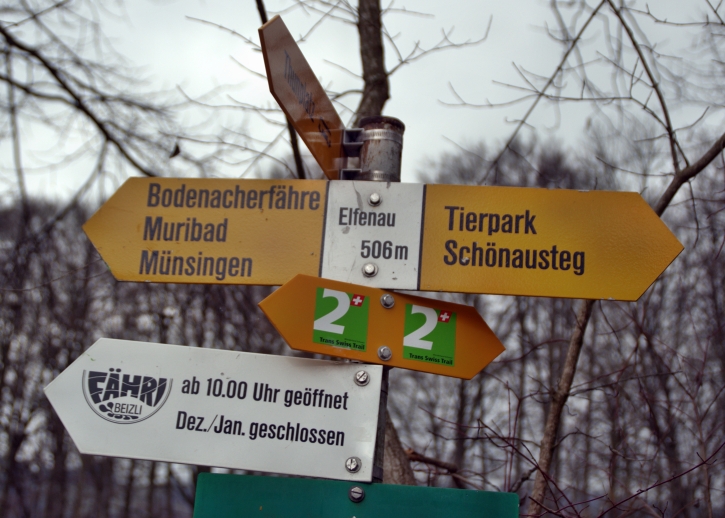 Bodenacherfähre
Muribad
Münsingen
Elfenau
506m
Tierpark
Schönausteg
2
Trans Swiss Trail
2
Trans Swiss Trail
FÄHRI
BEIZLI
ab 10.00 Uhr geöffnet
Dez./Jan. geschlossen